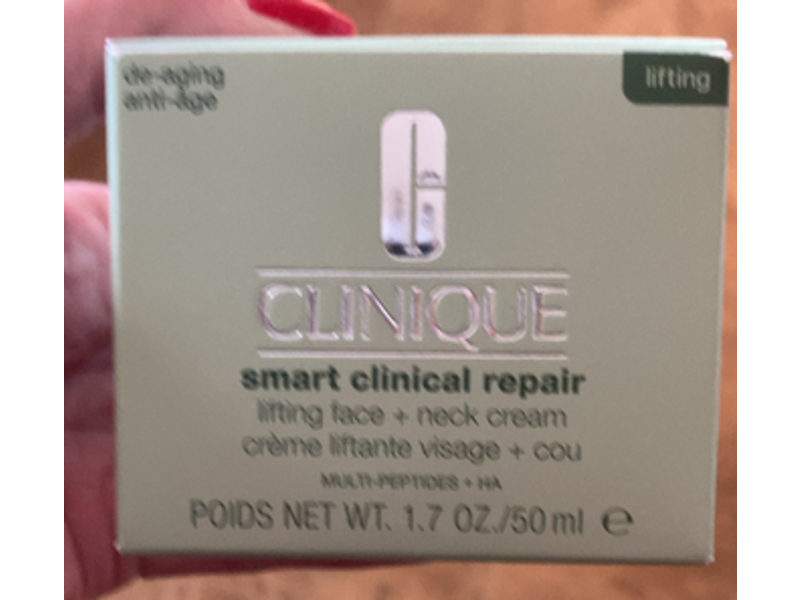 de-aging
anti-âge
lifting
CLINIQUE
smart clinical repair
lifting face + neck cream
crème liftante visage + cou
MULTI-PEPTIDES + HA
POIDS NET WT. 1.7 OZ./50 ml ℮